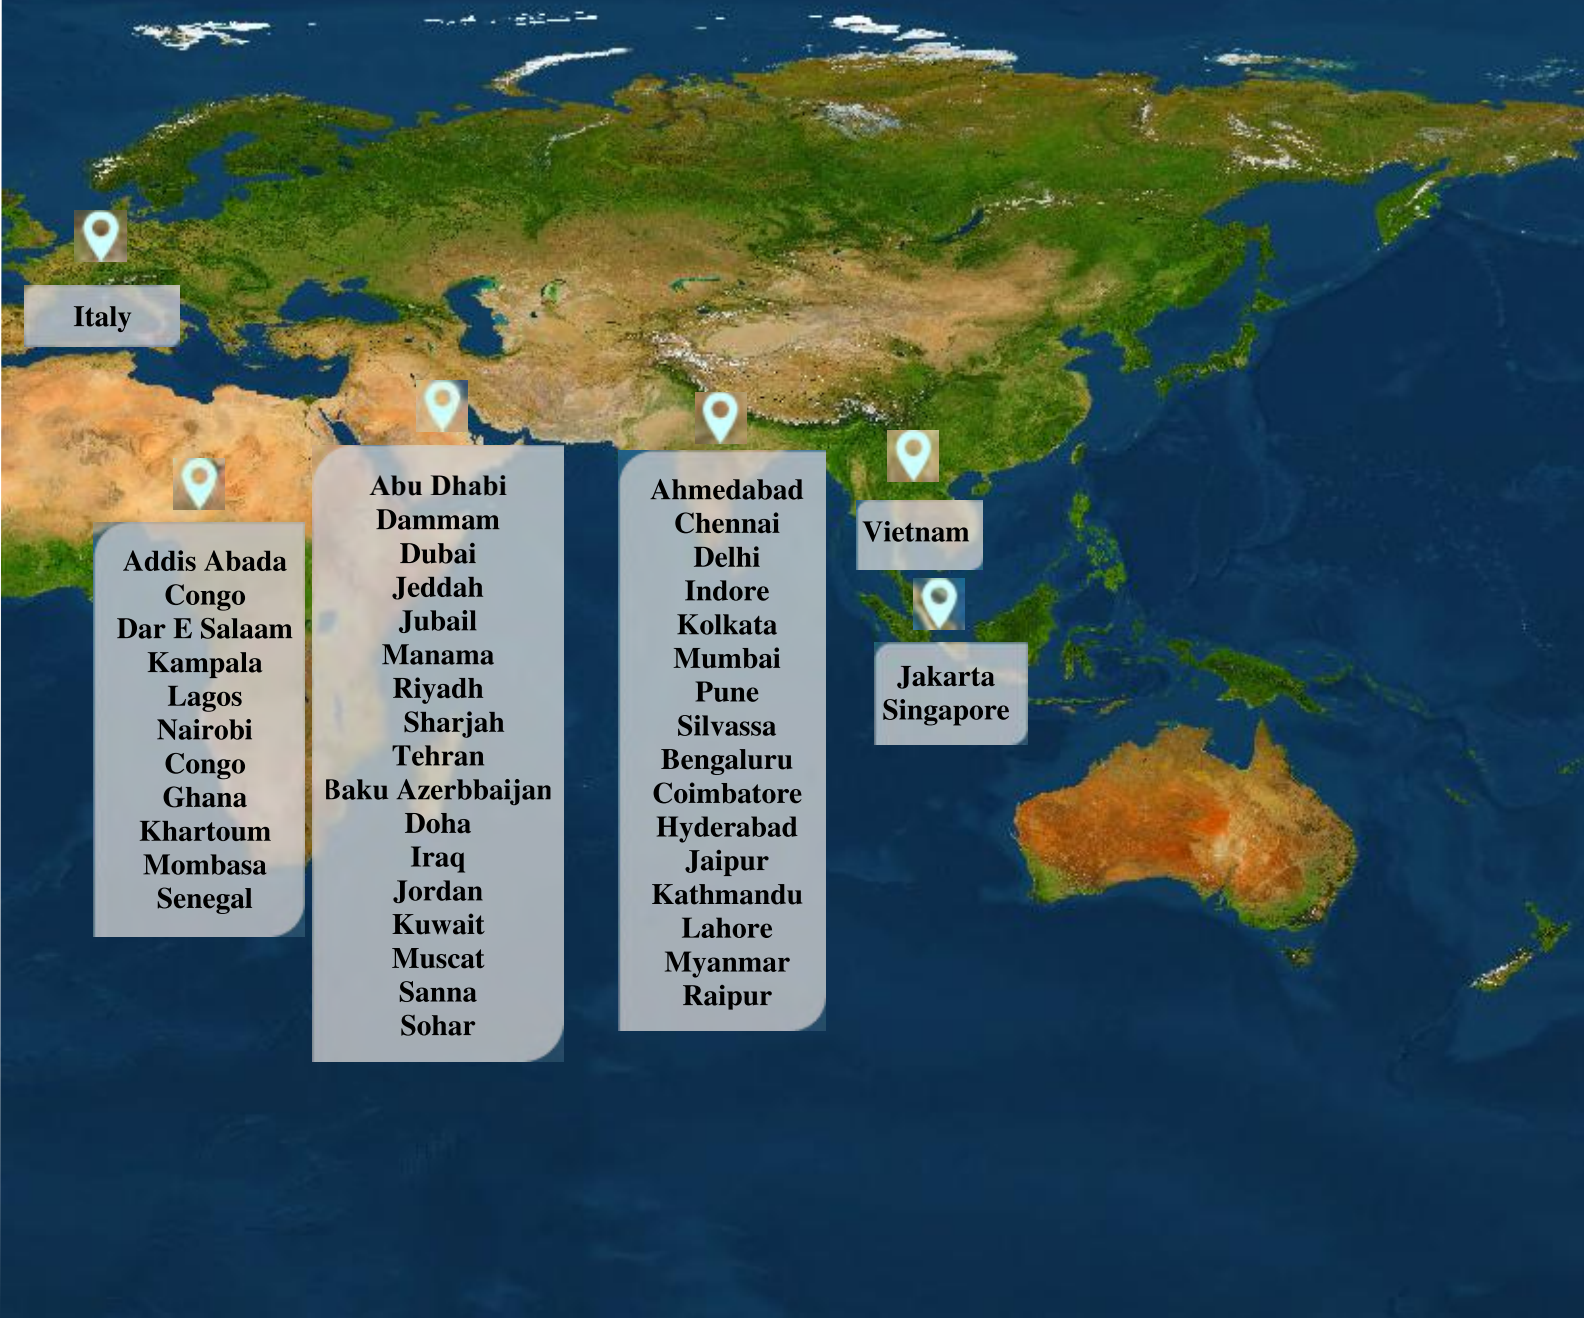 Italy
Addis Abada
Congo
Dar E Salaam
Kampala
Lagos
Nairobi
Congo
Ghana
Khartoum
Mombasa
Senegal
Abu Dhabi
Dammam
Dubai
Jeddah
Jubail
Manama
Riyadh
Sharjah
Tehran
Baku Azerbbaijan
Doha
Iraq
Jordan
Kuwait
Muscat
Sanna
Sohar
Ahmedabad
Chennai
Delhi
Indore
Kolkata
Mumbai
Pune
Silvassa
Bengaluru
Coimbatore
Hyderabad
Jaipur
Kathmandu
Lahore
Myanmar
Raipur
Vietnam
Jakarta
Singapore